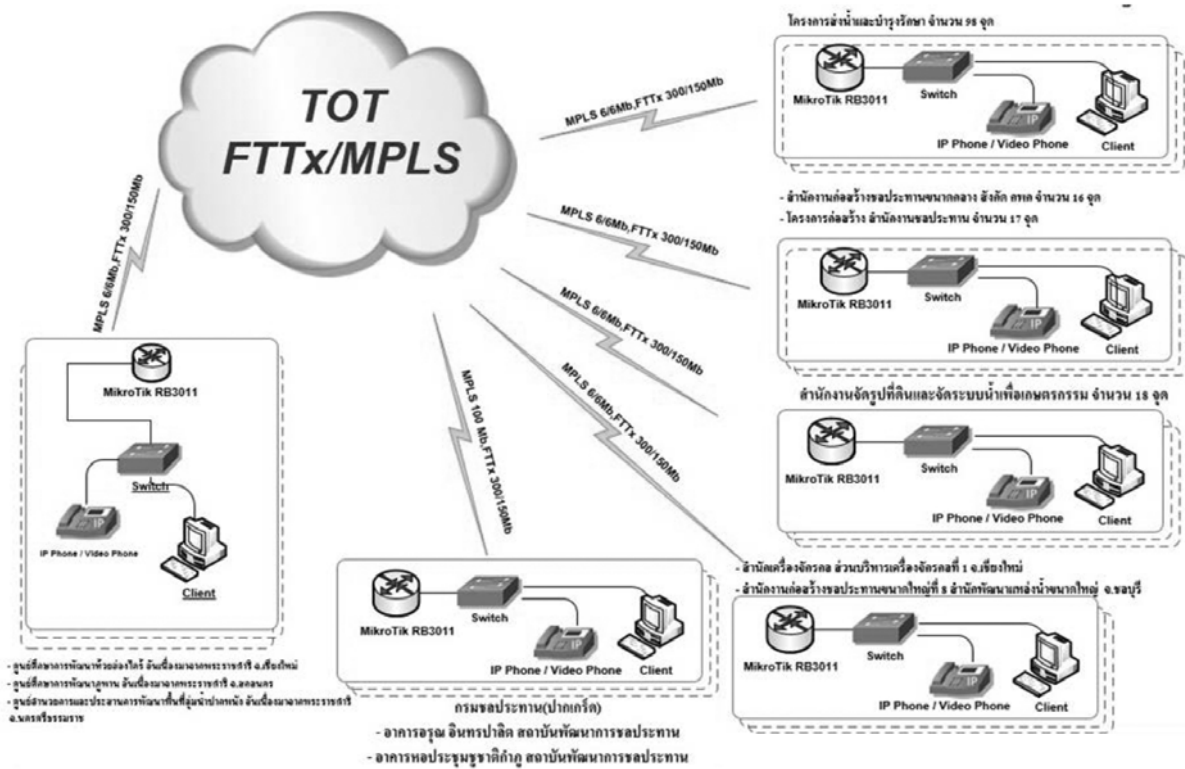 โครงการส่งน้ำและบำรุงรักษา จำนวน 98 จุด
MikroTik RB3011
Switch
IP
IP Phone / Video Phone
Client
TOT
FTTx/MPLS
MPLS 6/6Mb,FTTx 300/150Mb
- สำนักงานก่อสร้างชลประทานขนาดกลาง สังกัด กพก จำนวน 16 จุด
- โครงการก่อสร้าง สำนักงานชลประทาน จำนวน 17 จุด
MPLS 6/6Mb,FTTx 300/150Mb
MikroTik RB3011
Switch
IP
IP Phone / Video Phone
Client
MPLS 6/6Mb,FTTx 300/150Mb
สำนักงานจัดรูปที่ดินและจัดระบบน้ำเพื่อเกษตรกรรม จำนวน 18 จุด
MikroTik RB3011
Switch
IP
IP Phone / Video Phone
Client
MPLS 6/6Mb,FTTx 300/150Mb
- สำนักเครื่องจักรกล ส่วนบริหารเครื่องจักรกลที่ 1 จ.เชียงใหม่
- สำนักงานก่อสร้างชลประทานขนาดใหญ่ที่ 8 สำนักพัฒนาแหล่งน้ำขนาดใหญ่ จ.ชลบุรี
MikroTik RB3011
Switch
IP
IP Phone / Video Phone
Client
MPLS 6/6Mb,FTTx 300/150Mb
MikroTik RB3011
Switch
IP
IP Phone / Video Phone
Client
- ศูนย์ศึกษาการพัฒนาห้วยฮ่องไคร้ อันเนื่องมาจากพระราชดำริ จ.เชียงใหม่
- ศูนย์ศึกษาการพัฒนาภูพาน อันเนื่องมาจากพระราชดำริ จ.สกลนคร
- ศูนย์อำนวยการและประสานการพัฒนาพื้นที่ลุ่มน้ำปากพนัง อันเนื่องมาจากพระราชดำริ
จ.นครศรีธรรมราช
MPLS 100 Mb,FTTx 300/150Mb
MikroTik RB3011
Switch
IP
IP Phone / Video Phone
Client
กรมชลประทาน(ปากเกร็ด)
- อาคารอรุณ อินทรปาลิต สถาบันพัฒนาการชลประทาน
- อาคารหอประชุมชูชาติกำภู สถาบันพัฒนาการชลประทาน